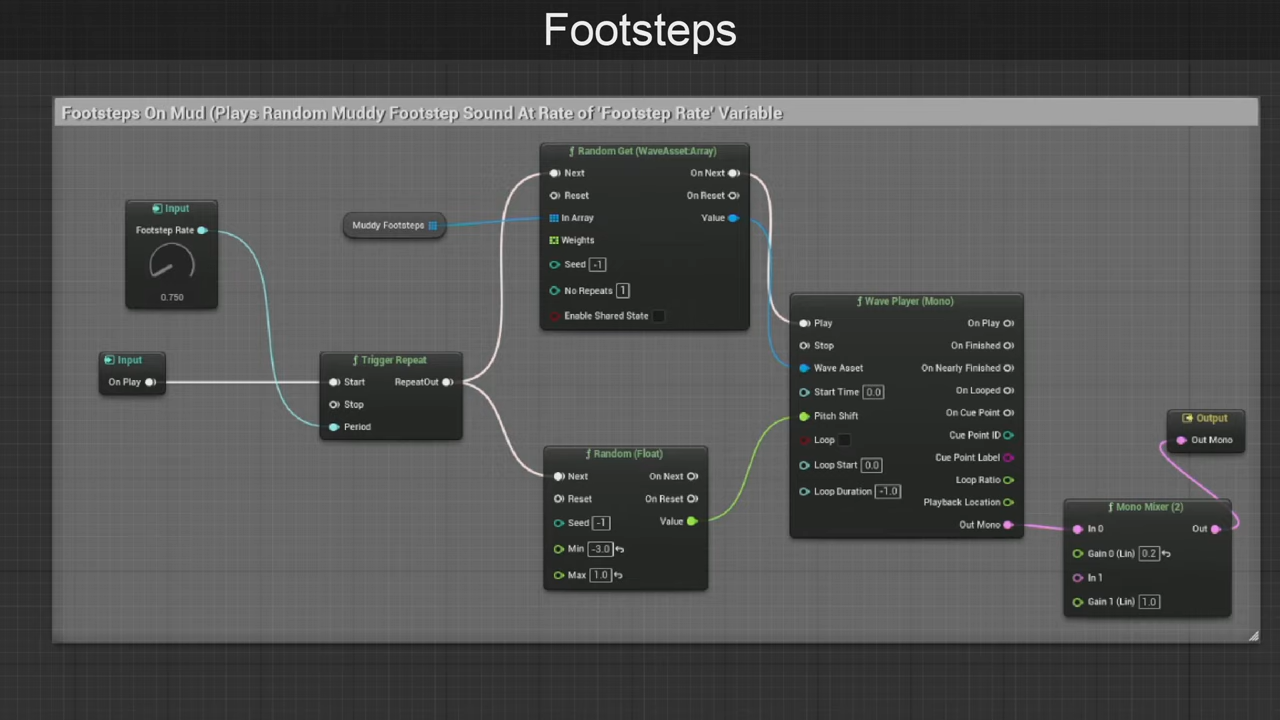 Footsteps
Footsteps On Mud (Plays Random Muddy Footstep Sound At Rate of 'Footstep Rate' Variable
Input
Footstep Rate
0.750
Input
On Play
Muddy Footsteps
Trigger Repeat
Start RepeatOut
Stop
Period
Random Get (WaveAsset:Array)
Next On Next
Reset On Reset
In Array Value
Weights
Seed -1
No Repeats 1
Enable Shared State
Random (Float)
Next On Next
Reset On Reset
Seed -1 Value
Min -3.0
Max 1.0
Wave Player (Mono)
Play On Play
Stop On Finished
Wave Asset On Nearly Finished
Start Time 0.0 On Looped
Pitch Shift On Cue Point
Loop Cue Point ID
Cue Point Label
Loop Start 0.0 Loop Ratio
Loop Duration -1.0 Playback Location
Out Mono
Mono Mixer (2)
In 0 Out
Gain 0 (Lin) 0.2
In 1
Gain 1 (Lin) 1.0
Output
Out Mono